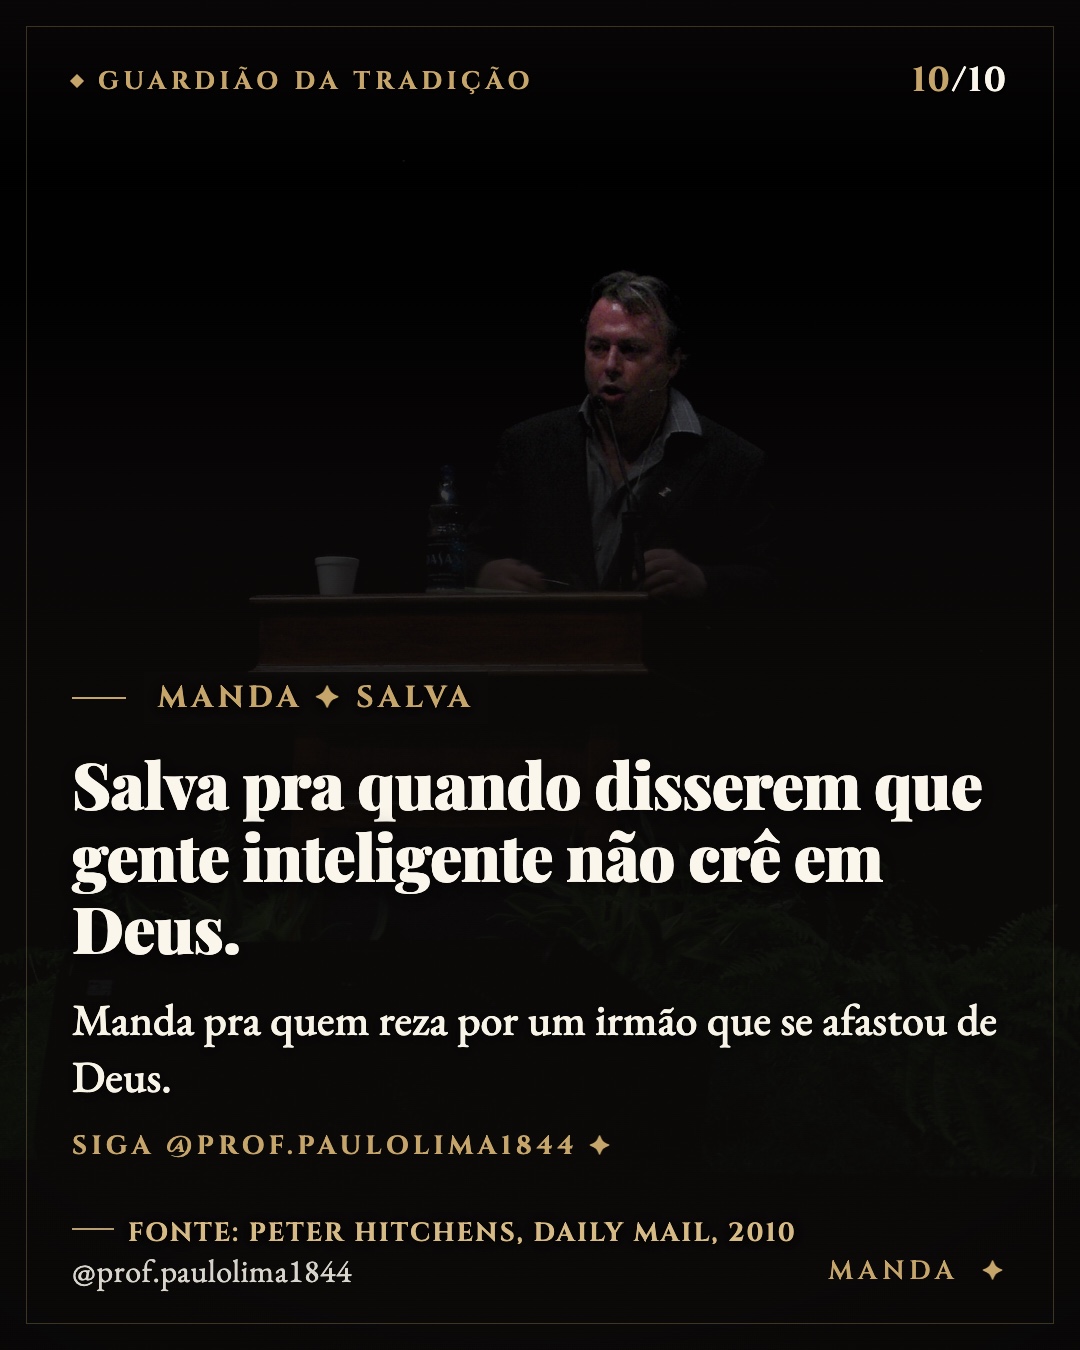 ◆ GUARDIÃO DA TRADIÇÃO
10/10
MANDA ✦ SALVA
Salva pra quando disserem que
gente inteligente não crê em
Deus.
Manda pra quem reza por um irmão que se afastou de
Deus.
SIGA @PROF.PAULOLIMA1844 ✦
FONTE: PETER HITCHENS, DAILY MAIL, 2010
@prof.paulolima1844
MANDA ✦